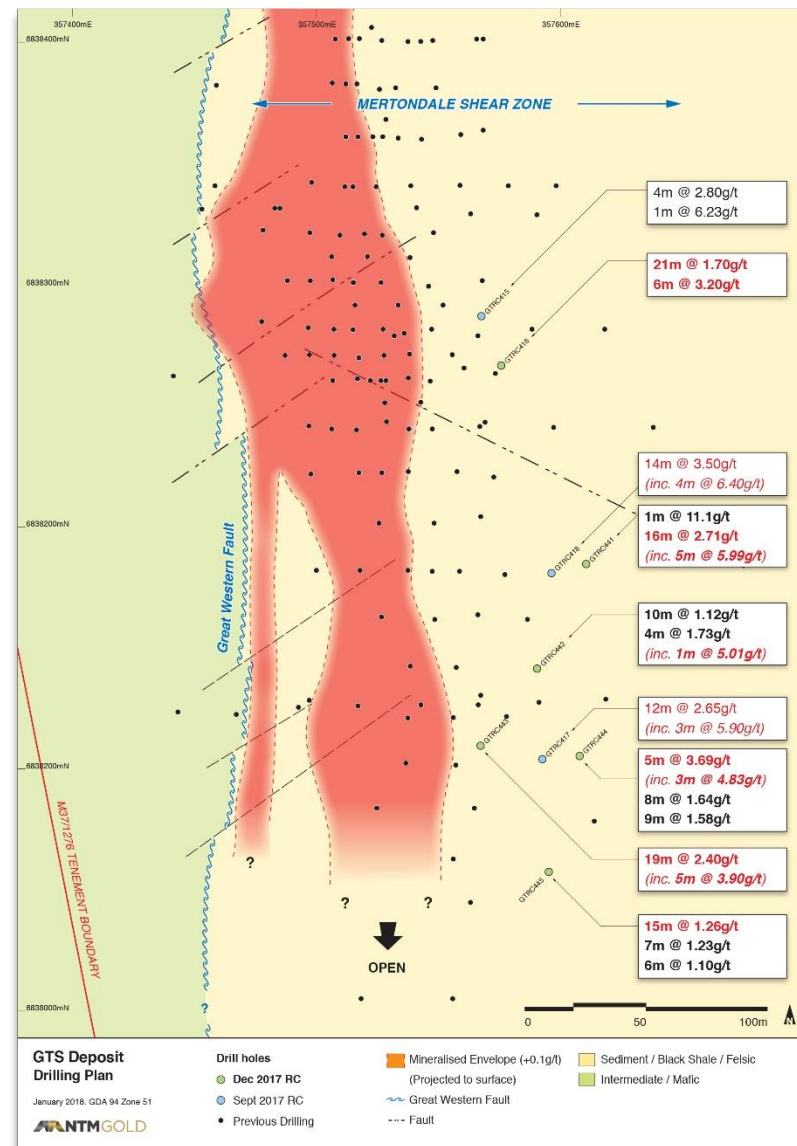 357400mE
357500mE
357600mE
6838400mN
MERTONDALE SHEAR ZONE
4m @ 2.80g/t
1m @ 6.23g/t
21m @ 1.70g/t
6m @ 3.20g/t
6838300mN
GTRC415
GTRC416
14m @ 3.50g/t
(inc. 4m @ 6.40g/t)
1m @ 11.1g/t
16m @ 2.71g/t
(inc. 5m @ 5.99g/t)
6838200mN
GTRC418
GTRC441
Great Western Fault
10m @ 1.12g/t
4m @ 1.73g/t
(inc. 1m @ 5.01g/t)
GTRC442
12m @ 2.65g/t
(inc. 3m @ 5.90g/t)
GTRC443
GTRC417
GTRC444
5m @ 3.69g/t
(inc. 3m @ 4.83g/t)
8m @ 1.64g/t
9m @ 1.58g/t
6838200mN
M37/1276 TENEMENT BOUNDARY
19m @ 2.40g/t
(inc. 5m @ 3.90g/t)
?
GTRC445
? ?
15m @ 1.26g/t
7m @ 1.23g/t
6m @ 1.10g/t
OPEN
6838000mN
?
0 50 100m
N
GTS Deposit
Drilling Plan
January 2018. GDA 94 Zone 51
NTMGOLD
Drill holes
Dec 2017 RC
Sept 2017 RC
Previous Drilling
Mineralised Envelope (+0.1g/t)
(Projected to surface)
Great Western Fault
Fault
Sediment / Black Shale / Felsic
Intermediate / Mafic